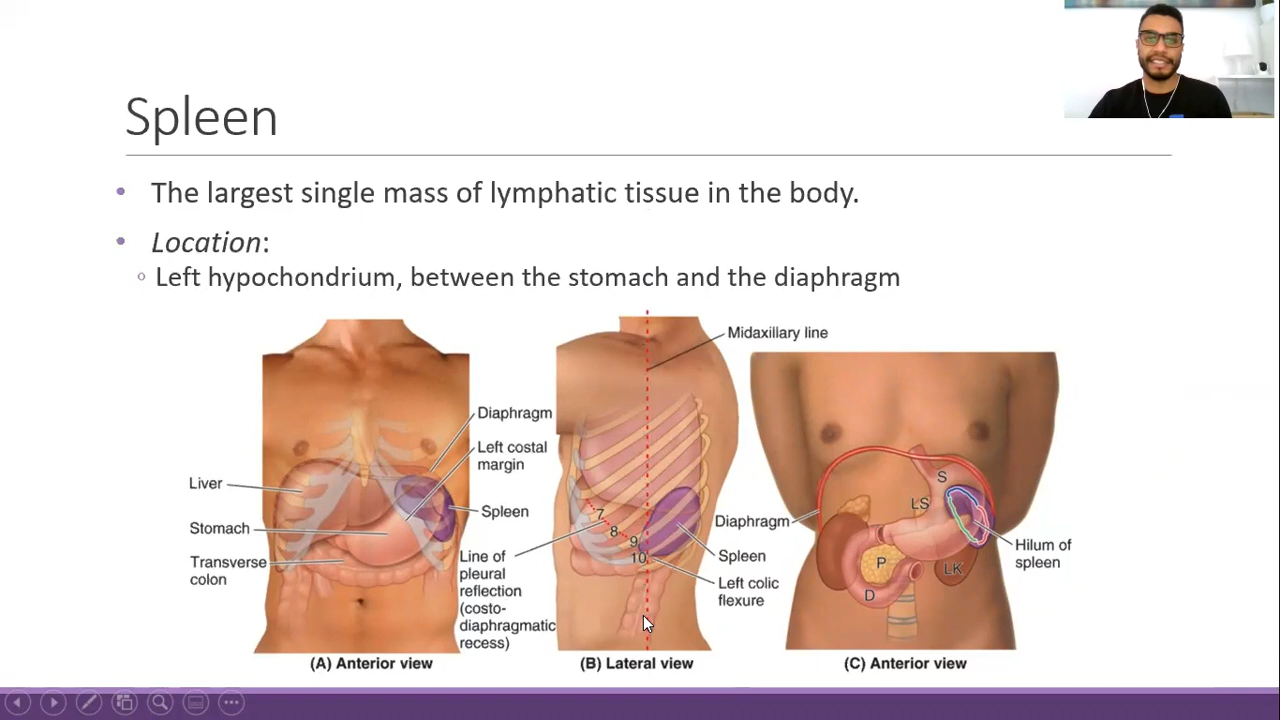 Spleen
• The largest single mass of lymphatic tissue in the body.
• Location:
◦ Left hypochondrium, between the stomach and the diaphragm
Liver
Stomach
Transverse
colon
Diaphragm
Left costal
margin
Spleen
(A) Anterior view
Midaxillary line
7
8
9
10
Line of
pleural
reflection
(costo-
diaphragmatic
recess)
Spleen
Left colic
flexure
(B) Lateral view
Diaphragm
S
LS
P
D
LK
Hilum of
spleen
(C) Anterior view